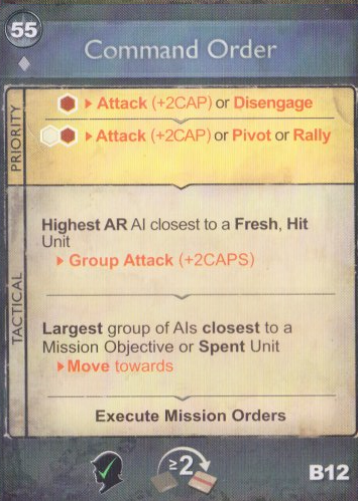 55
Command Order
PRIORITY
▸ Attack (+2CAP) or Disengage
▸ Attack (+2CAP) or Pivot or Rally
TACTICAL
Highest AR AI closest to a Fresh, Hit
Unit
▸ Group Attack (+2CAPS)
Largest group of AIs closest to a
Mission Objective or Spent Unit
▸ Move towards
Execute Mission Orders
≥2
B12